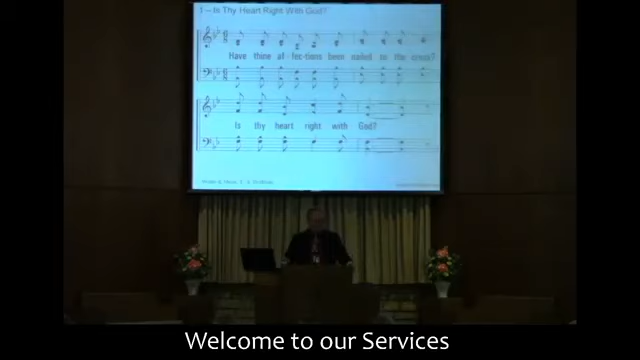 1 – Is Thy Heart Right With God?
Have thine af fec-tions been nailed to the cross?
Is thy heart right with God?
Welcome to our Services